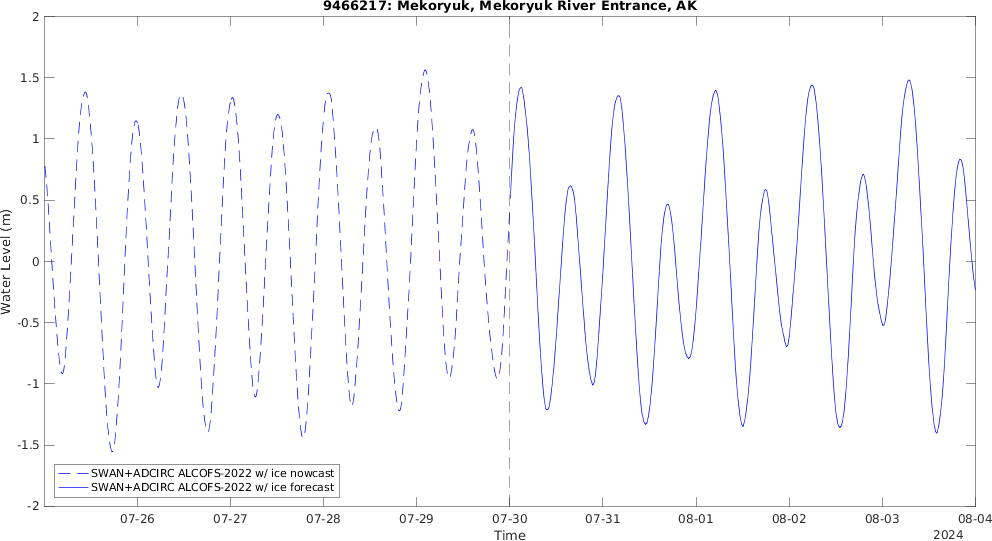 9466217: Mekoryuk, Mekoryuk River Entrance, AK
2
1.5
1
0.5
0
-0.5
-1
-1.5
-2
Water Level (m)
SWAN+ADCIRC ALCOFS-2022 w/ ice nowcast
SWAN+ADCIRC ALCOFS-2022 w/ ice forecast
07-26 07-27 07-28 07-29 07-30 07-31 08-01 08-02 08-03 08-04
Time
2024